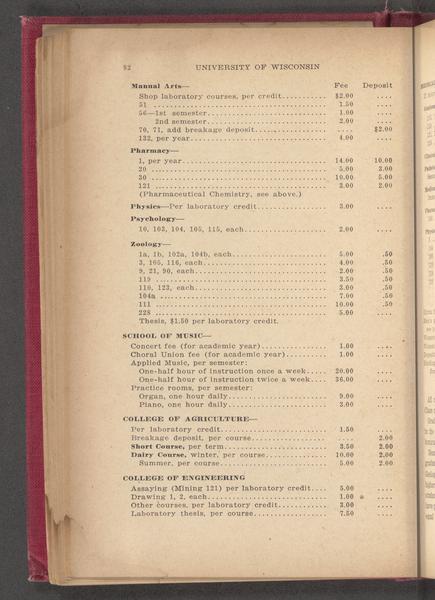 92 UNIVERSITY OF WISCONSIN
Manual Arts— Fee Deposit
Shop laboratory courses, per credit........... $2.00 ....
51 ........................................ 1.50 ....
56—1st semester............................ 1.00 ....
2nd semester............................ 2.00 ....
70, 71, add breakage deposit................. .... $2.00
132, per year............................... 4.00 ....
Pharmacy—
1, per year................................. 14.00 10.00
20 ........................................ 5.00 3.00
30 ........................................ 10.00 5.00
121 ....................................... 3.00 2.00
(Pharmaceutical Chemistry, see above.)
Physics—Per laboratory credit................ 3.00 ....
Psychology—
10, 103, 104, 105, 115, each................... 2.00 ....
Zoology—
1a, 1b, 102a, 104b, each...................... 5.00 .50
3, 105, 116, each............................. 4.00 .50
9, 21, 90, each............................... 2.00 .50
119 ....................................... 3.50 .50
110, 123, each............................... 3.00 .50
104a ...................................... 7.00 .50
111 ....................................... 10.00 .50
228 ....................................... 5.00 ....
Thesis, $1.50 per laboratory credit.
SCHOOL OF MUSIC—
Concert fee (for academic year)............... 1.00 ....
Choral Union fee (for academic year).......... 1.00 ....
Applied Music, per semester:
One-half hour of instruction once a week..... 20.00 ....
One-half hour of instruction twice a week.... 36.00 ....
Practice rooms, per semester:
Organ, one hour daily........................ 9.00 ....
Piano, one hour daily........................ 3.00 ....
COLLEGE OF AGRICULTURE—
Per laboratory credit......................... 1.50 ....
Breakage deposit, per course.................. .... 2.00
Short Course, per term........................ 3.50 2.00
Dairy Course, winter, per course.............. 10.00 2.00
Summer, per course.......................... 5.00 2.00
COLLEGE OF ENGINEERING
Assaying (Mining 121) per laboratory credit.... 5.00 ....
Drawing 1, 2, each............................ 1.00 ....
Other courses, per laboratory credit........... 3.00 ....
Laboratory thesis, per course.................. 7.50 ....